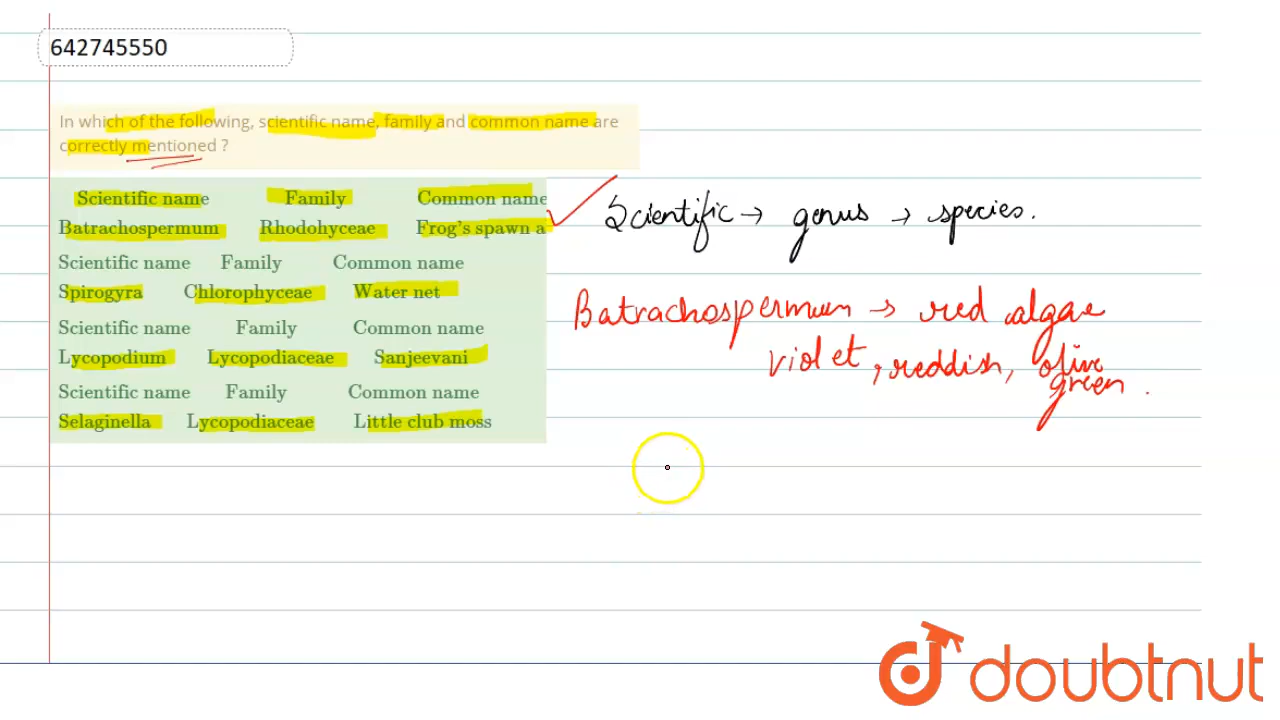 642745550
In which of the following, scientific name, family and common name are
correctly mentioned ?
Scientific name Family Common name
Batrachospermum Rhodohyceae Frog's spawn a
Scientific name Family Common name
Spirogyra Chlorophyceae Water net
Scientific name Family Common name
Lycopodium Lycopodiaceae Sanjeevani
Scientific name Family Common name
Selaginella Lycopodiaceae Little club moss
Scientific → genus → species.
Batrachospermum → red algae
violet, reddish, olive
green.
doubtnut